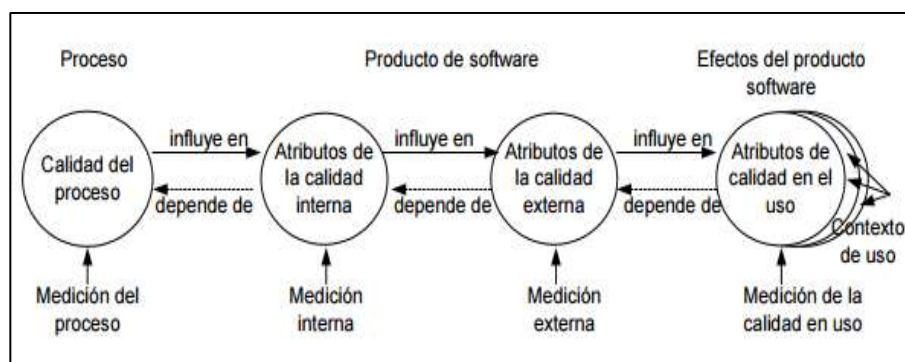 Proceso
Producto de software
Efectos del producto
software
Calidad del
proceso
influye en
depende de
Atributos de
la calidad
interna
influye en
depende de
Atributos de
la calidad
externa
influye en
depende de
Atributos de
calidad en el
uso
Contexto
de uso
Medición del
proceso
Medición
interna
Medición
externa
Medición de la
calidad en uso